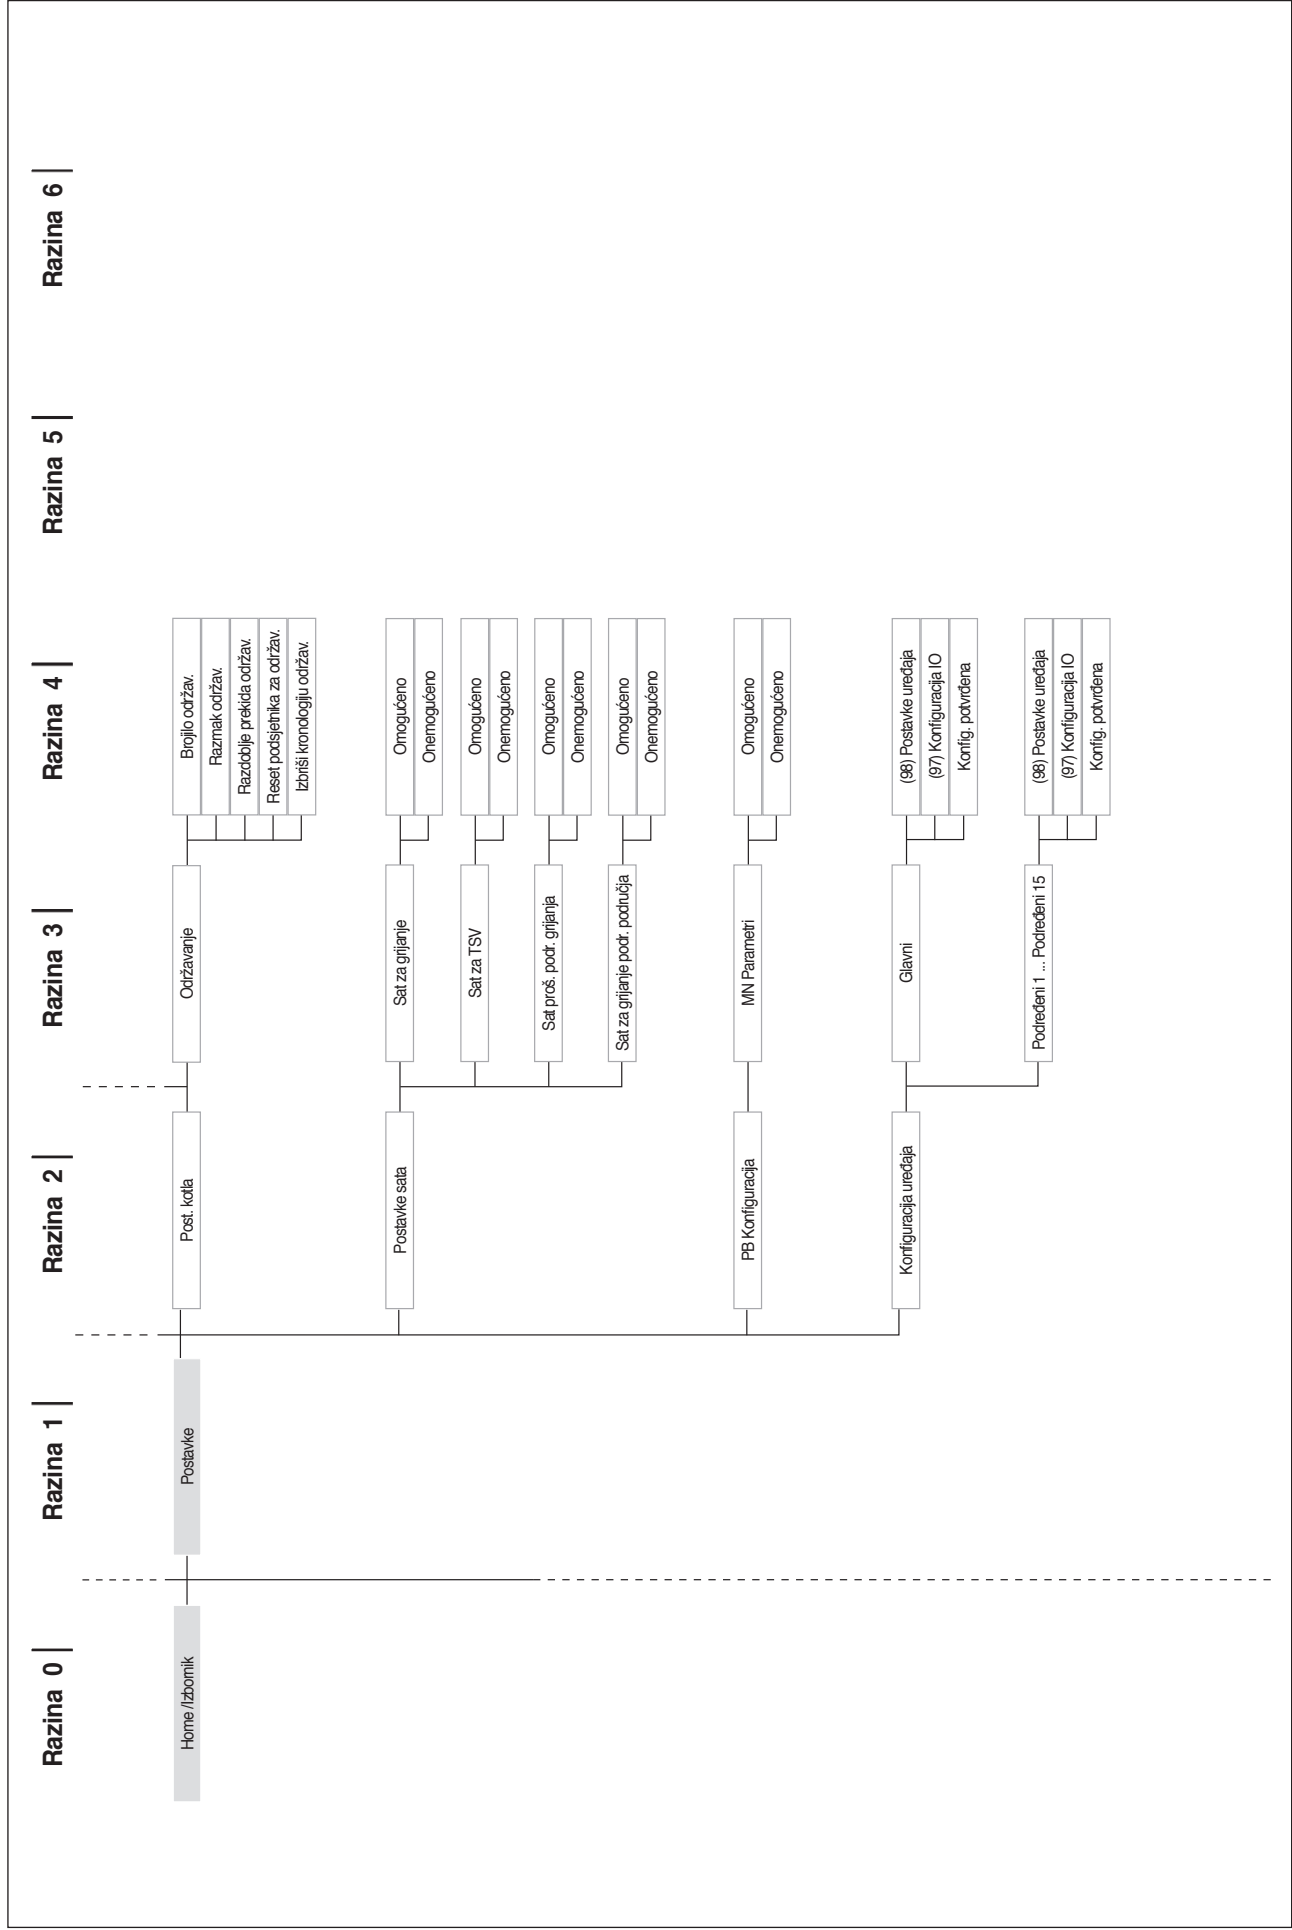 Razina 0
Razina 1
Razina 2
Razina 3
Razina 4
Razina 5
Razina 6
Home /Izbornik
Postavke
Post. kotla
Održavanje
Brojilo održav.
Razmak održav.
Razdoblje prekida održav.
Reset podsjetnika za održav.
Izbriši kronologiju održav.
Postavke sata
Sat za grijanje
Omogućeno
Onemogućeno
Sat za TSV
Omogućeno
Onemogućeno
Sat proš. podr. grijanja
Omogućeno
Onemogućeno
Sat za grijanje podr. područja
Omogućeno
Onemogućeno
PB Konfiguracija
MN Parametri
Omogućeno
Onemogućeno
Konfiguracija uređaja
Glavni
(98) Postavke uređaja
(97) Konfiguracija IO
Konfig. potvrđena
Podređeni 1 ... Podređeni 15
(98) Postavke uređaja
(97) Konfiguracija IO
Konfig. potvrđena